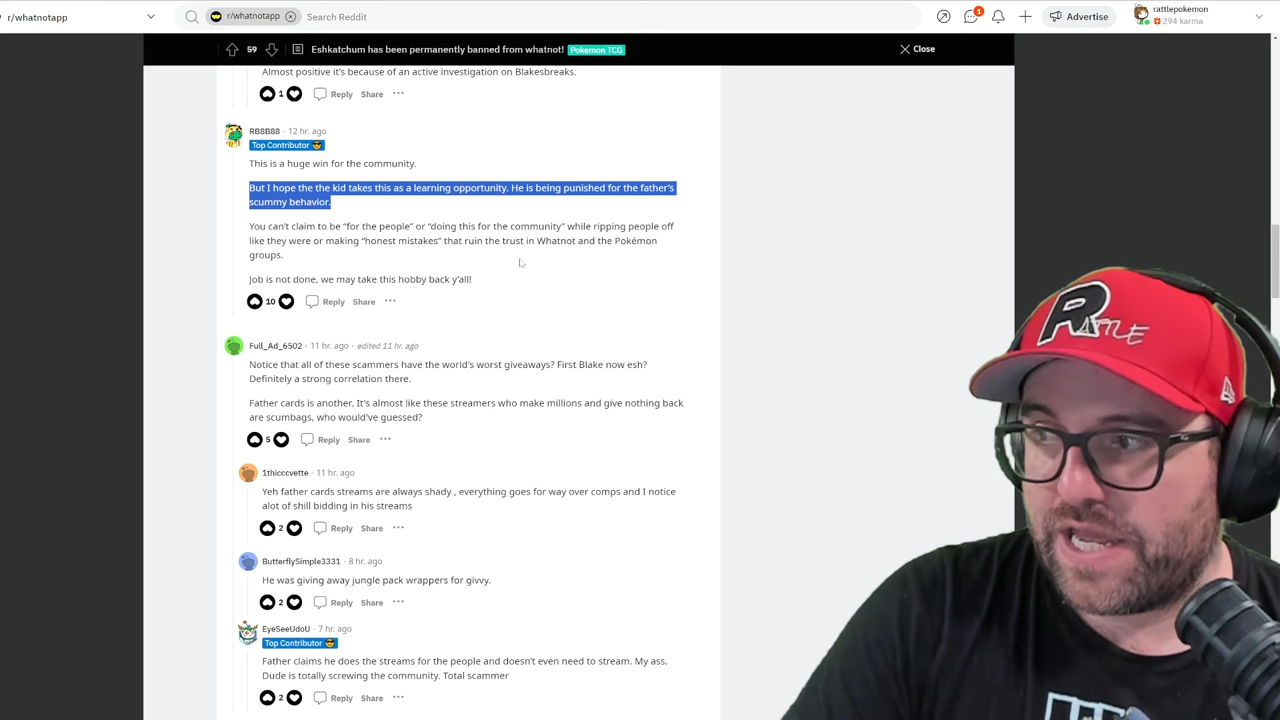 r/whatnotapp
r/whatnotapp
Search Reddit
1
Advertise
rattlepokemon
294 karma
59
Eshkatchum has been permanently banned from whatnot!
Pokemon TCG
Close
Almost positive it's because of an active investigation on Blakesbreaks.
1 Reply Share
RB8B88 · 12 hr. ago
Top Contributor
This is a huge win for the community.
But I hope the the kid takes this as a learning opportunity. He is being punished for the father's
scummy behavior.
You can't claim to be “for the people” or “doing this for the community” while ripping people off
like they were or making “honest mistakes” that ruin the trust in Whatnot and the Pokémon
groups.
Job is not done, we may take this hobby back y'all!
10 Reply Share
Full_Ad_6502 · 11 hr. ago · edited 11 hr. ago
Notice that all of these scammers have the world's worst giveaways? First Blake now esh?
Definitely a strong correlation there.
Father cards is another. It's almost like these streamers who make millions and give nothing back
are scumbags, who would've guessed?
5 Reply Share
1thicccvette · 11 hr. ago
Yeh father cards streams are always shady , everything goes for way over comps and I notice
alot of shill bidding in his streams
2 Reply Share
ButterflySimple3331 · 8 hr. ago
He was giving away jungle pack wrappers for givvy.
2 Reply Share
EyeSeeUdoU · 7 hr. ago
Top Contributor
Father claims he does the streams for the people and doesn't even need to stream. My ass.
Dude is totally screwing the community. Total scammer
2 Reply Share
RATTLE